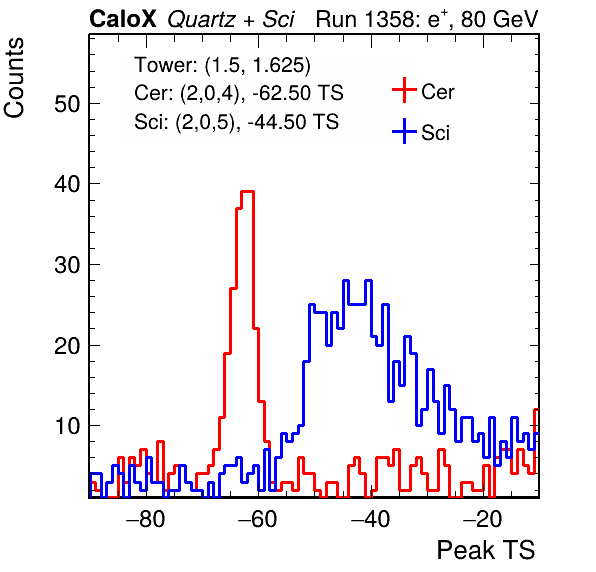 CaloX Quartz + Sci Run 1358: e⁺, 80 GeV
Counts
Tower: (1.5, 1.625)
Cer: (2,0,4), -62.50 TS
Sci: (2,0,5), -44.50 TS
Cer
Sci
50
40
30
20
10
−80 −60 −40 −20
Peak TS